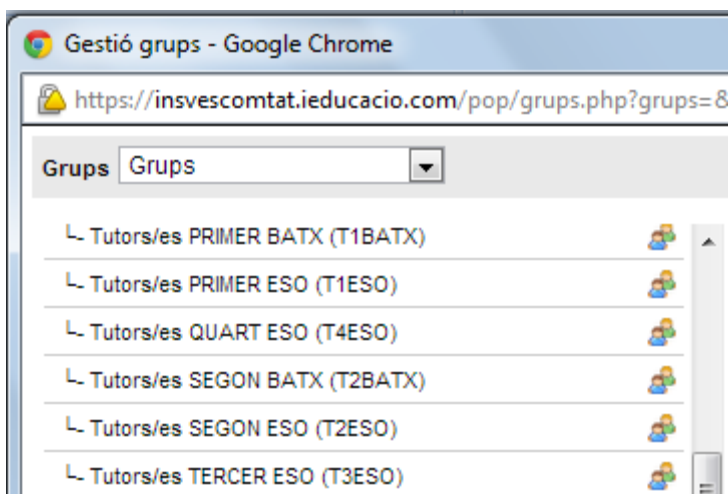 Gestió grups - Google Chrome
https://insvescomtat.ieducacio.com/pop/grups.php?grups=&
Grups Grups
Tutors/es PRIMER BATX (T1BATX)
Tutors/es PRIMER ESO (T1ESO)
Tutors/es QUART ESO (T4ESO)
Tutors/es SEGON BATX (T2BATX)
Tutors/es SEGON ESO (T2ESO)
Tutors/es TERCER ESO (T3ESO)